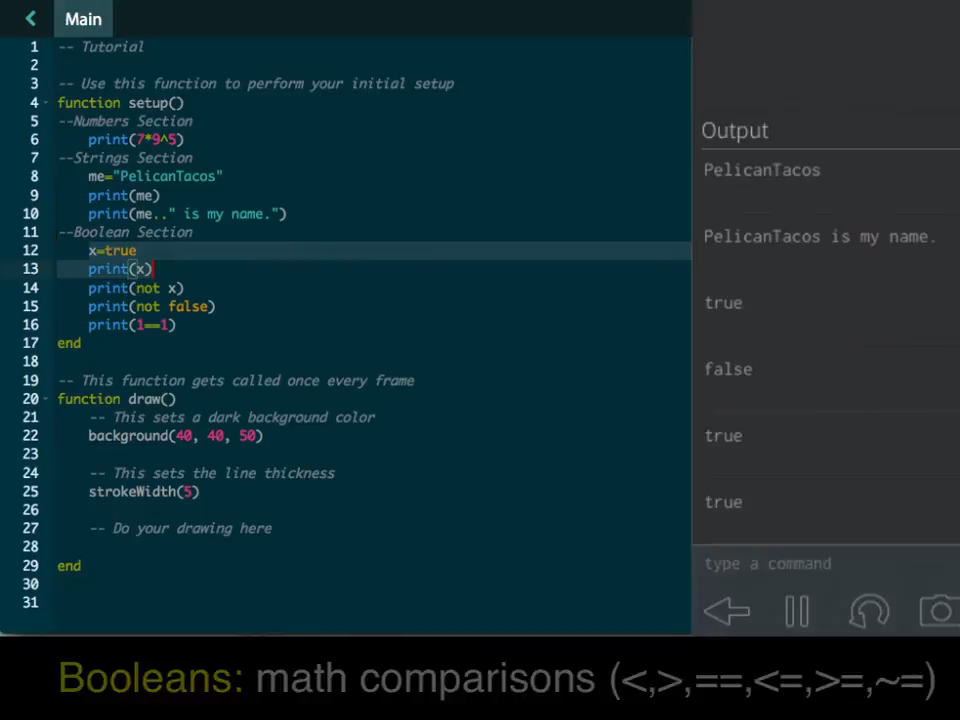 Main
1 -- Tutorial
2
3 -- Use this function to perform your initial setup
4 function setup()
5 --Numbers Section
6 print(7*9^5)
7 --Strings Section
8 me="PelicanTacos"
9 print(me)
10 print(me.." is my name.")
11 --Boolean Section
12 x=true
13 print(x)
14 print(not x)
15 print(not false)
16 print(1==1)
17 end
18
19 -- This function gets called once every frame
20 function draw()
21 -- This sets a dark background color
22 background(40, 40, 50)
23
24 -- This sets the line thickness
25 strokeWidth(5)
26
27 -- Do your drawing here
28
29 end
30
31
Output
PelicanTacos
PelicanTacos is my name.
true
false
true
true
type a command
Booleans: math comparisons (<,>,==,<=,>=,~=)